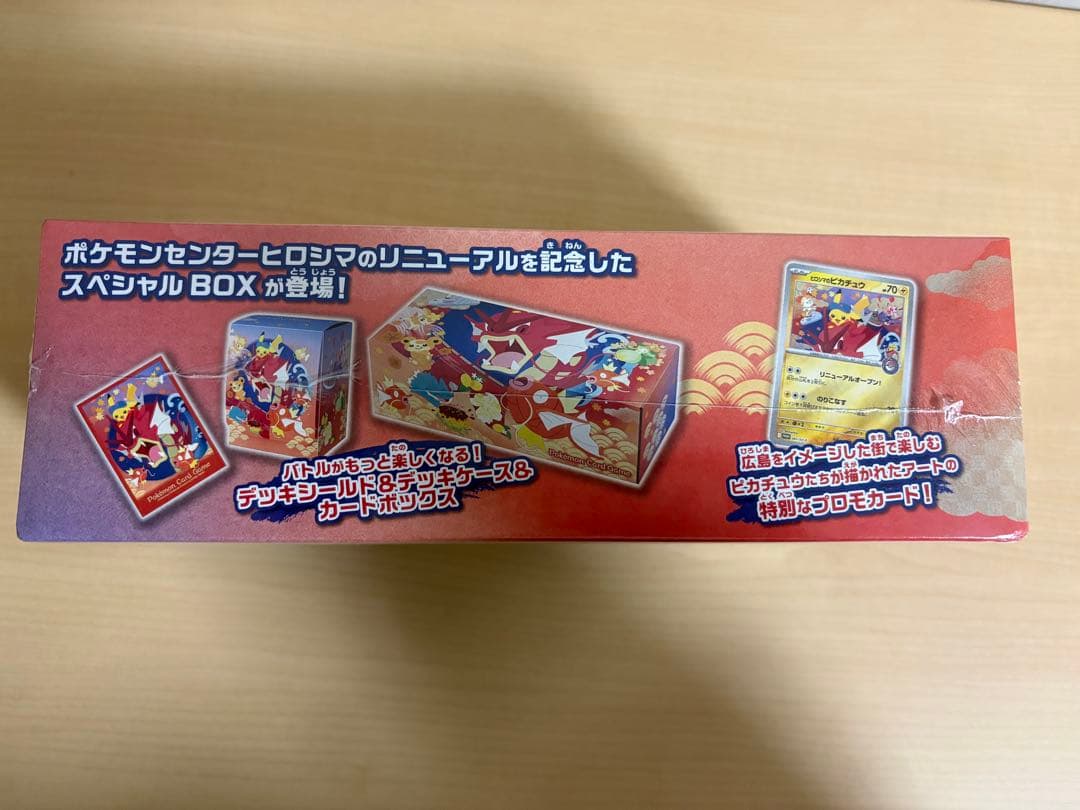 ポケモンセンターヒロシマのリニューアルを記念した
スペシャルBOXが登場！
バトルがもっと楽しくなる！
デッキシールド&デッキケース&
カードボックス
Pokémon Card Game
Pokémon Card Game
ヒロシマのピカチュウ
70
リニューアルオープン！
のりこなす
広島をイメージした街で楽しむ
ピカチュウたちが描かれたアートの
特別なプロモカード！